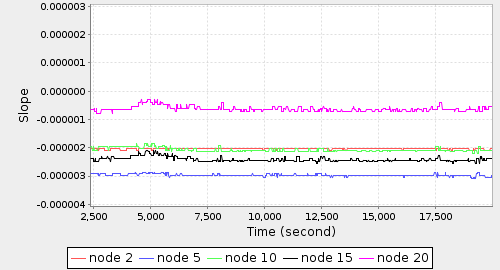 0.000003
0.000002
0.000001
0.000000
-0.000001
-0.000002
-0.000003
-0.000004
Slope
2,500 5,000 7,500 10,000 12,500 15,000 17,500
Time (second)
node 2 node 5 node 10 node 15 node 20